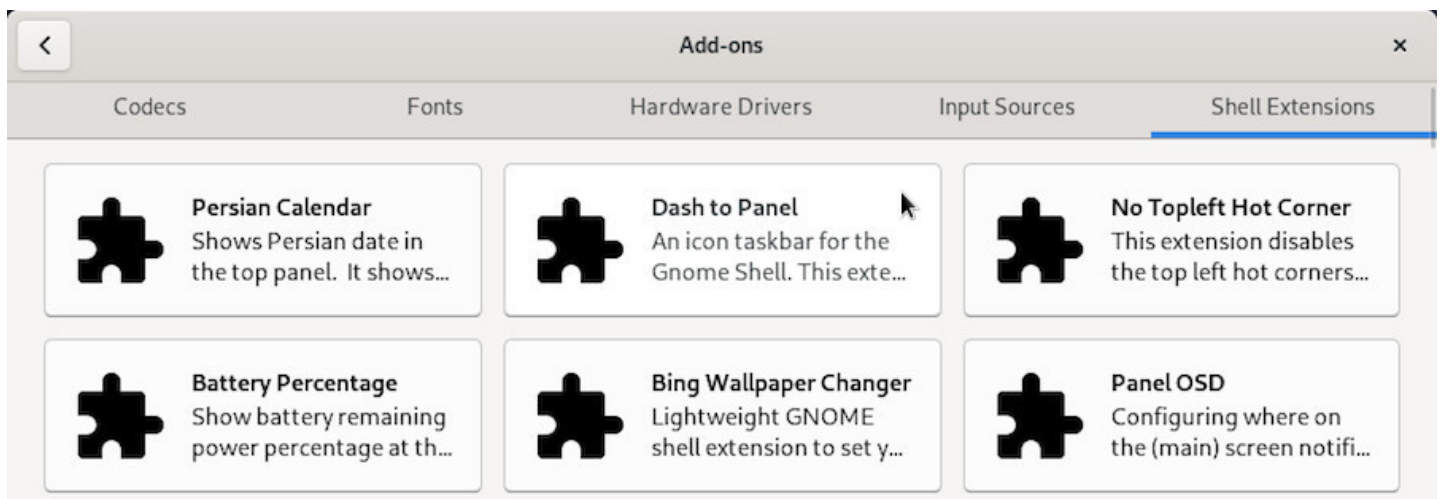 Add-ons
Codecs Fonts Hardware Drivers Input Sources Shell Extensions
Persian Calendar
Shows Persian date in
the top panel. It shows...
Dash to Panel
An icon taskbar for the
Gnome Shell. This exte...
No Topleft Hot Corner
This extension disables
the top left hot corners...
Battery Percentage
Show battery remaining
power percentage at th...
Bing Wallpaper Changer
Lightweight GNOME
shell extension to set y...
Panel OSD
Configuring where on
the (main) screen notifi...